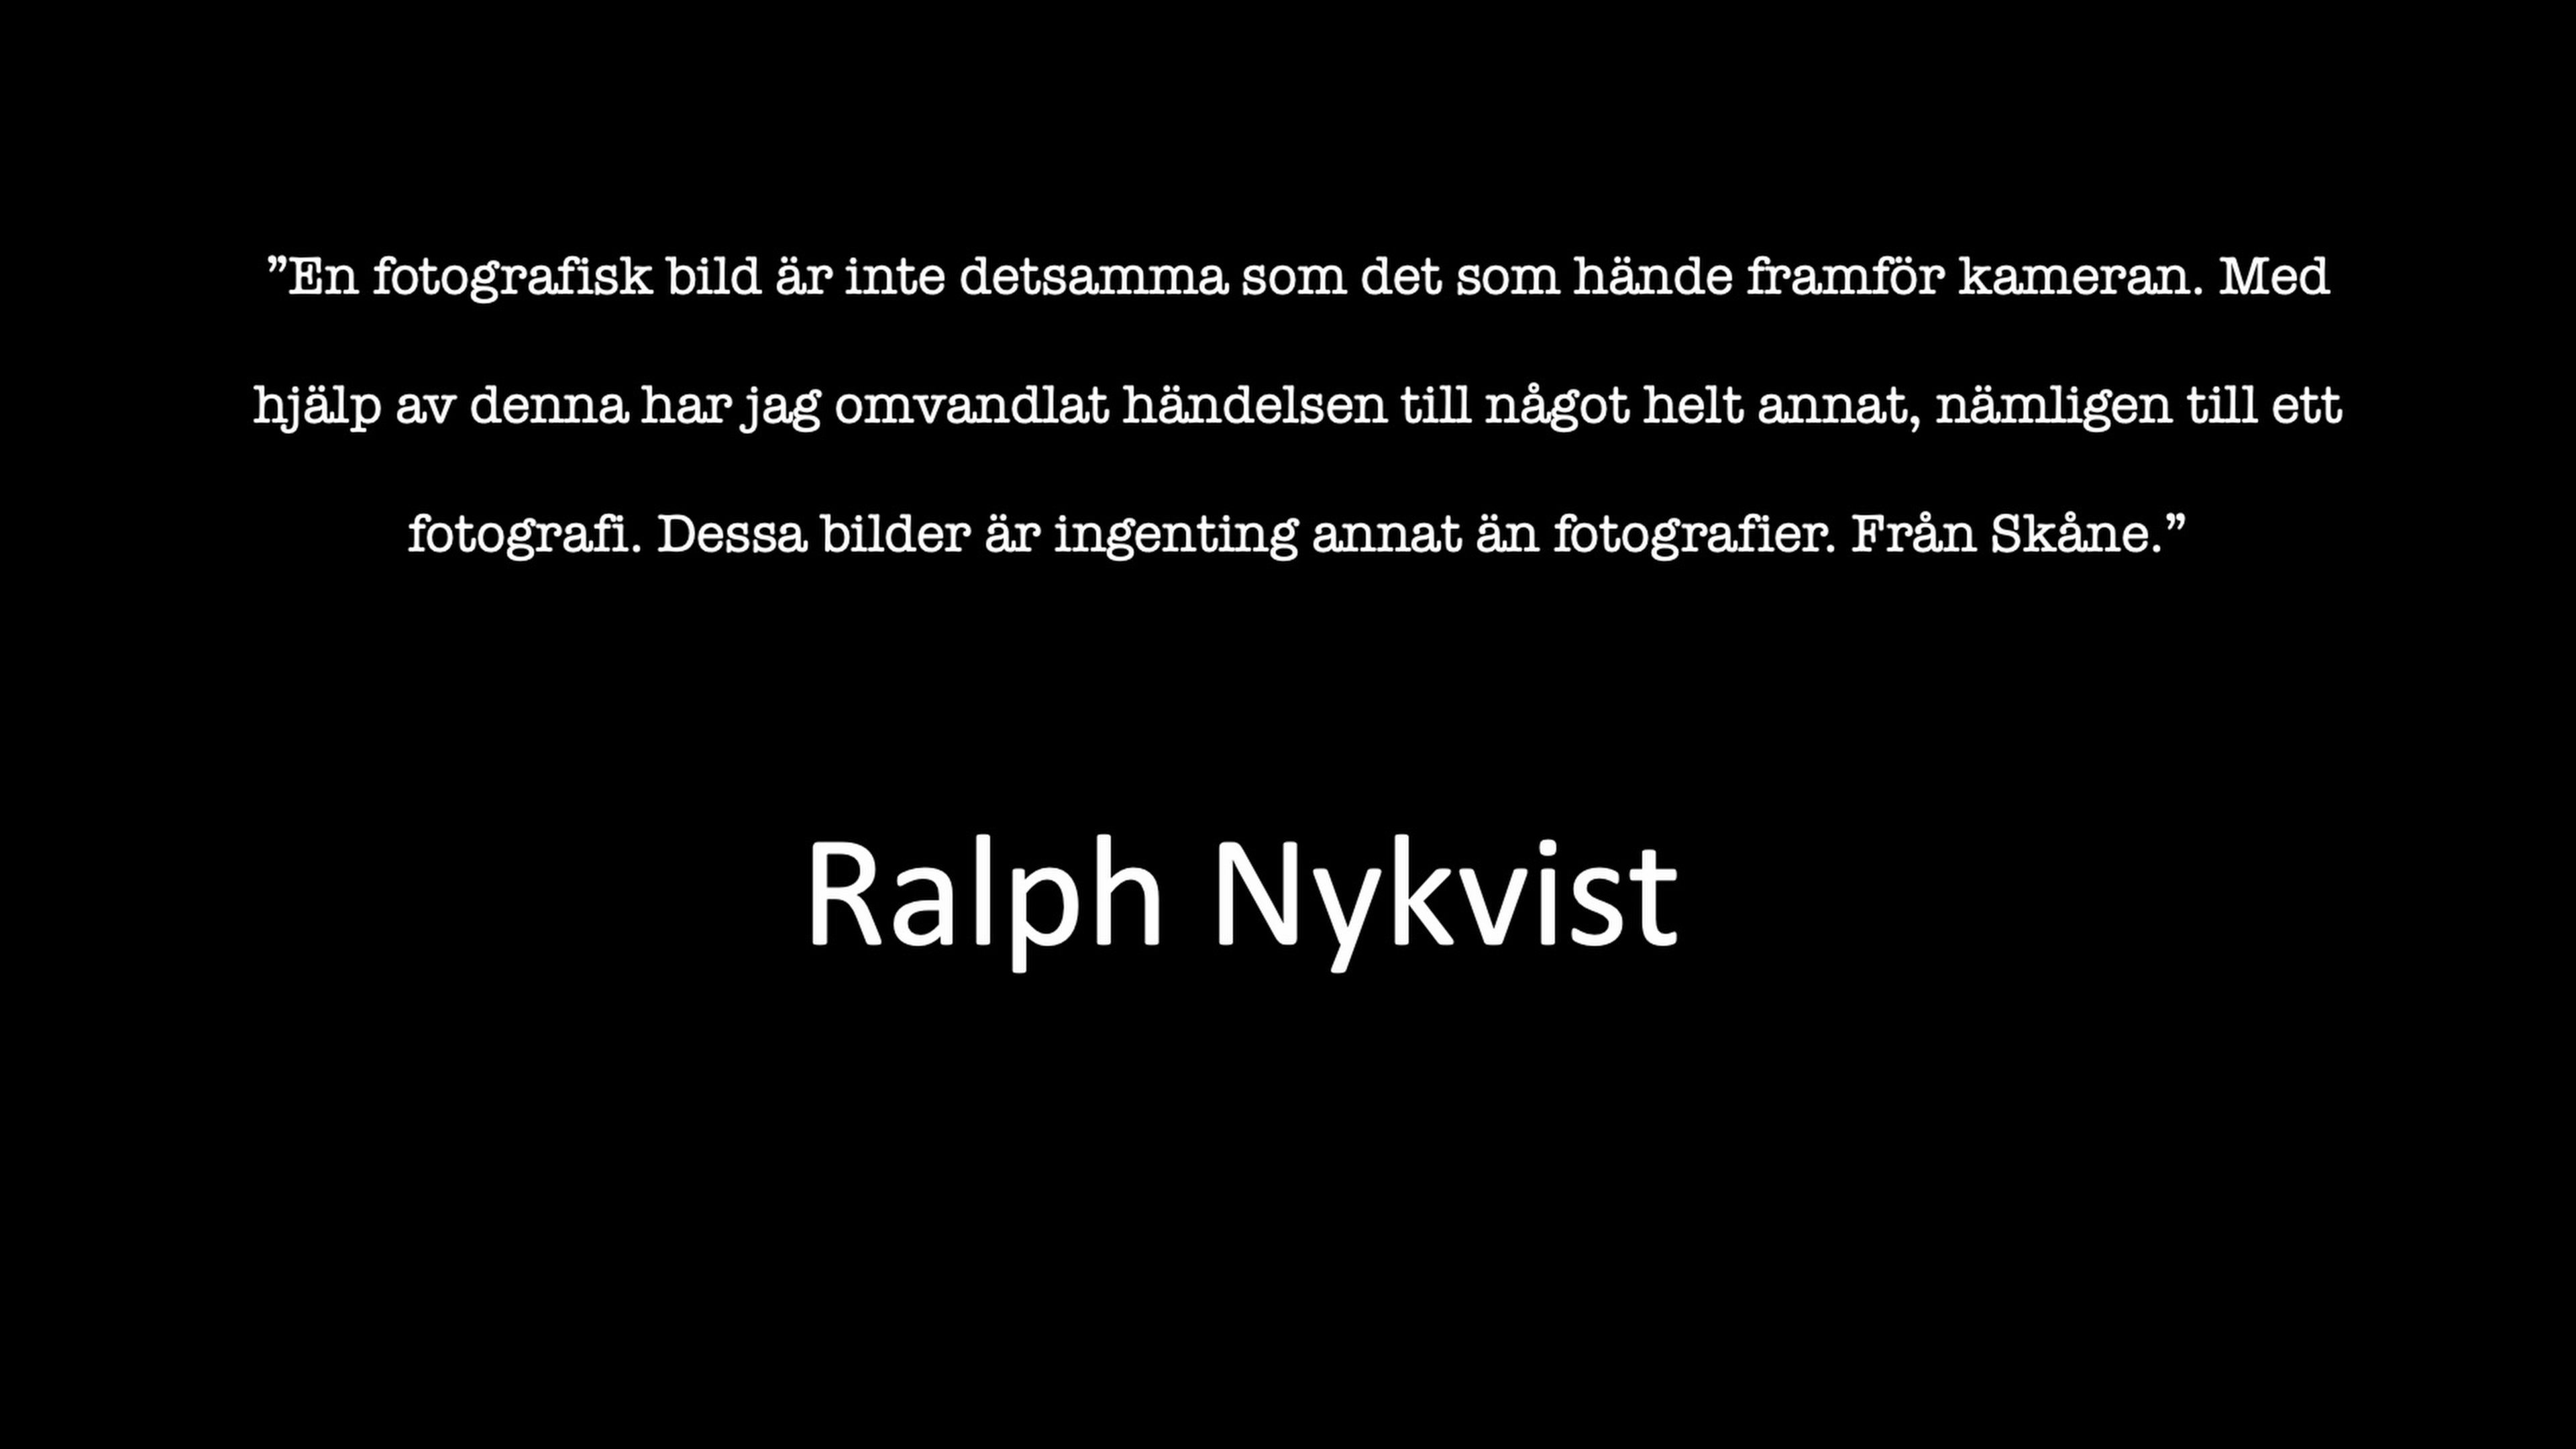 ”En fotografisk bild är inte detsamma som det som hände framför kameran. Med
hjälp av denna har jag omvandlat händelsen till något helt annat, nämligen till ett
fotografi. Dessa bilder är ingenting annat än fotografier. Från Skåne.”
Ralph Nykvist